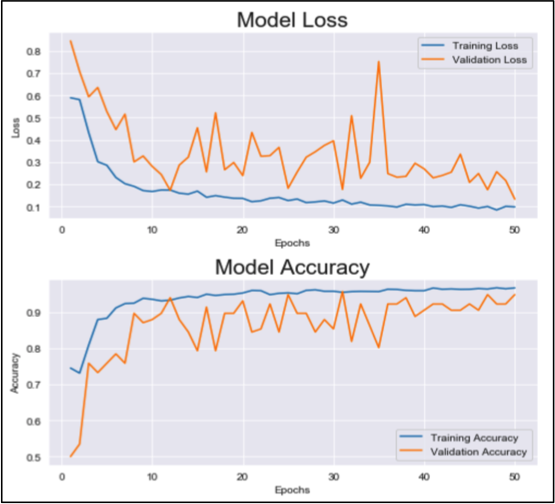 Model Loss
Training Loss
Validation Loss
0.8
0.7
0.6
0.5
0.4
0.3
0.2
0.1
Loss
0 10 20 30 40 50
Epochs
Model Accuracy
0.9
0.8
0.7
0.6
0.5
Accuracy
Training Accuracy
Validation Accuracy
0 10 20 30 40 50
Epochs